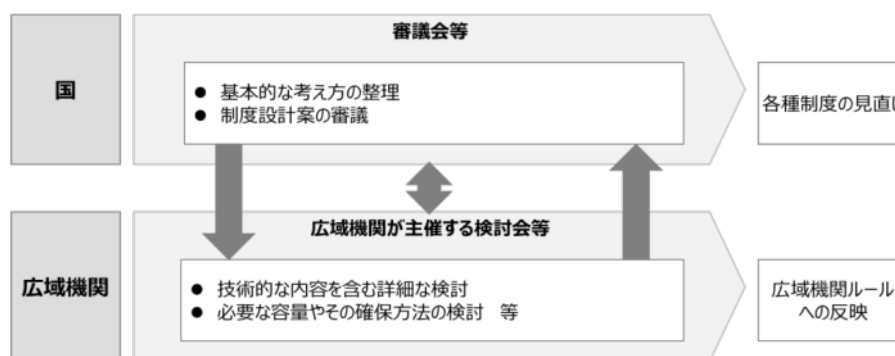 審議会等
国
● 基本的な考え方の整理
● 制度設計案の審議
各種制度の見直し
広域機関が主催する検討会等
広域機関
● 技術的な内容を含む詳細な検討
● 必要な容量やその確保方法の検討 等
広域機関ルール
への反映